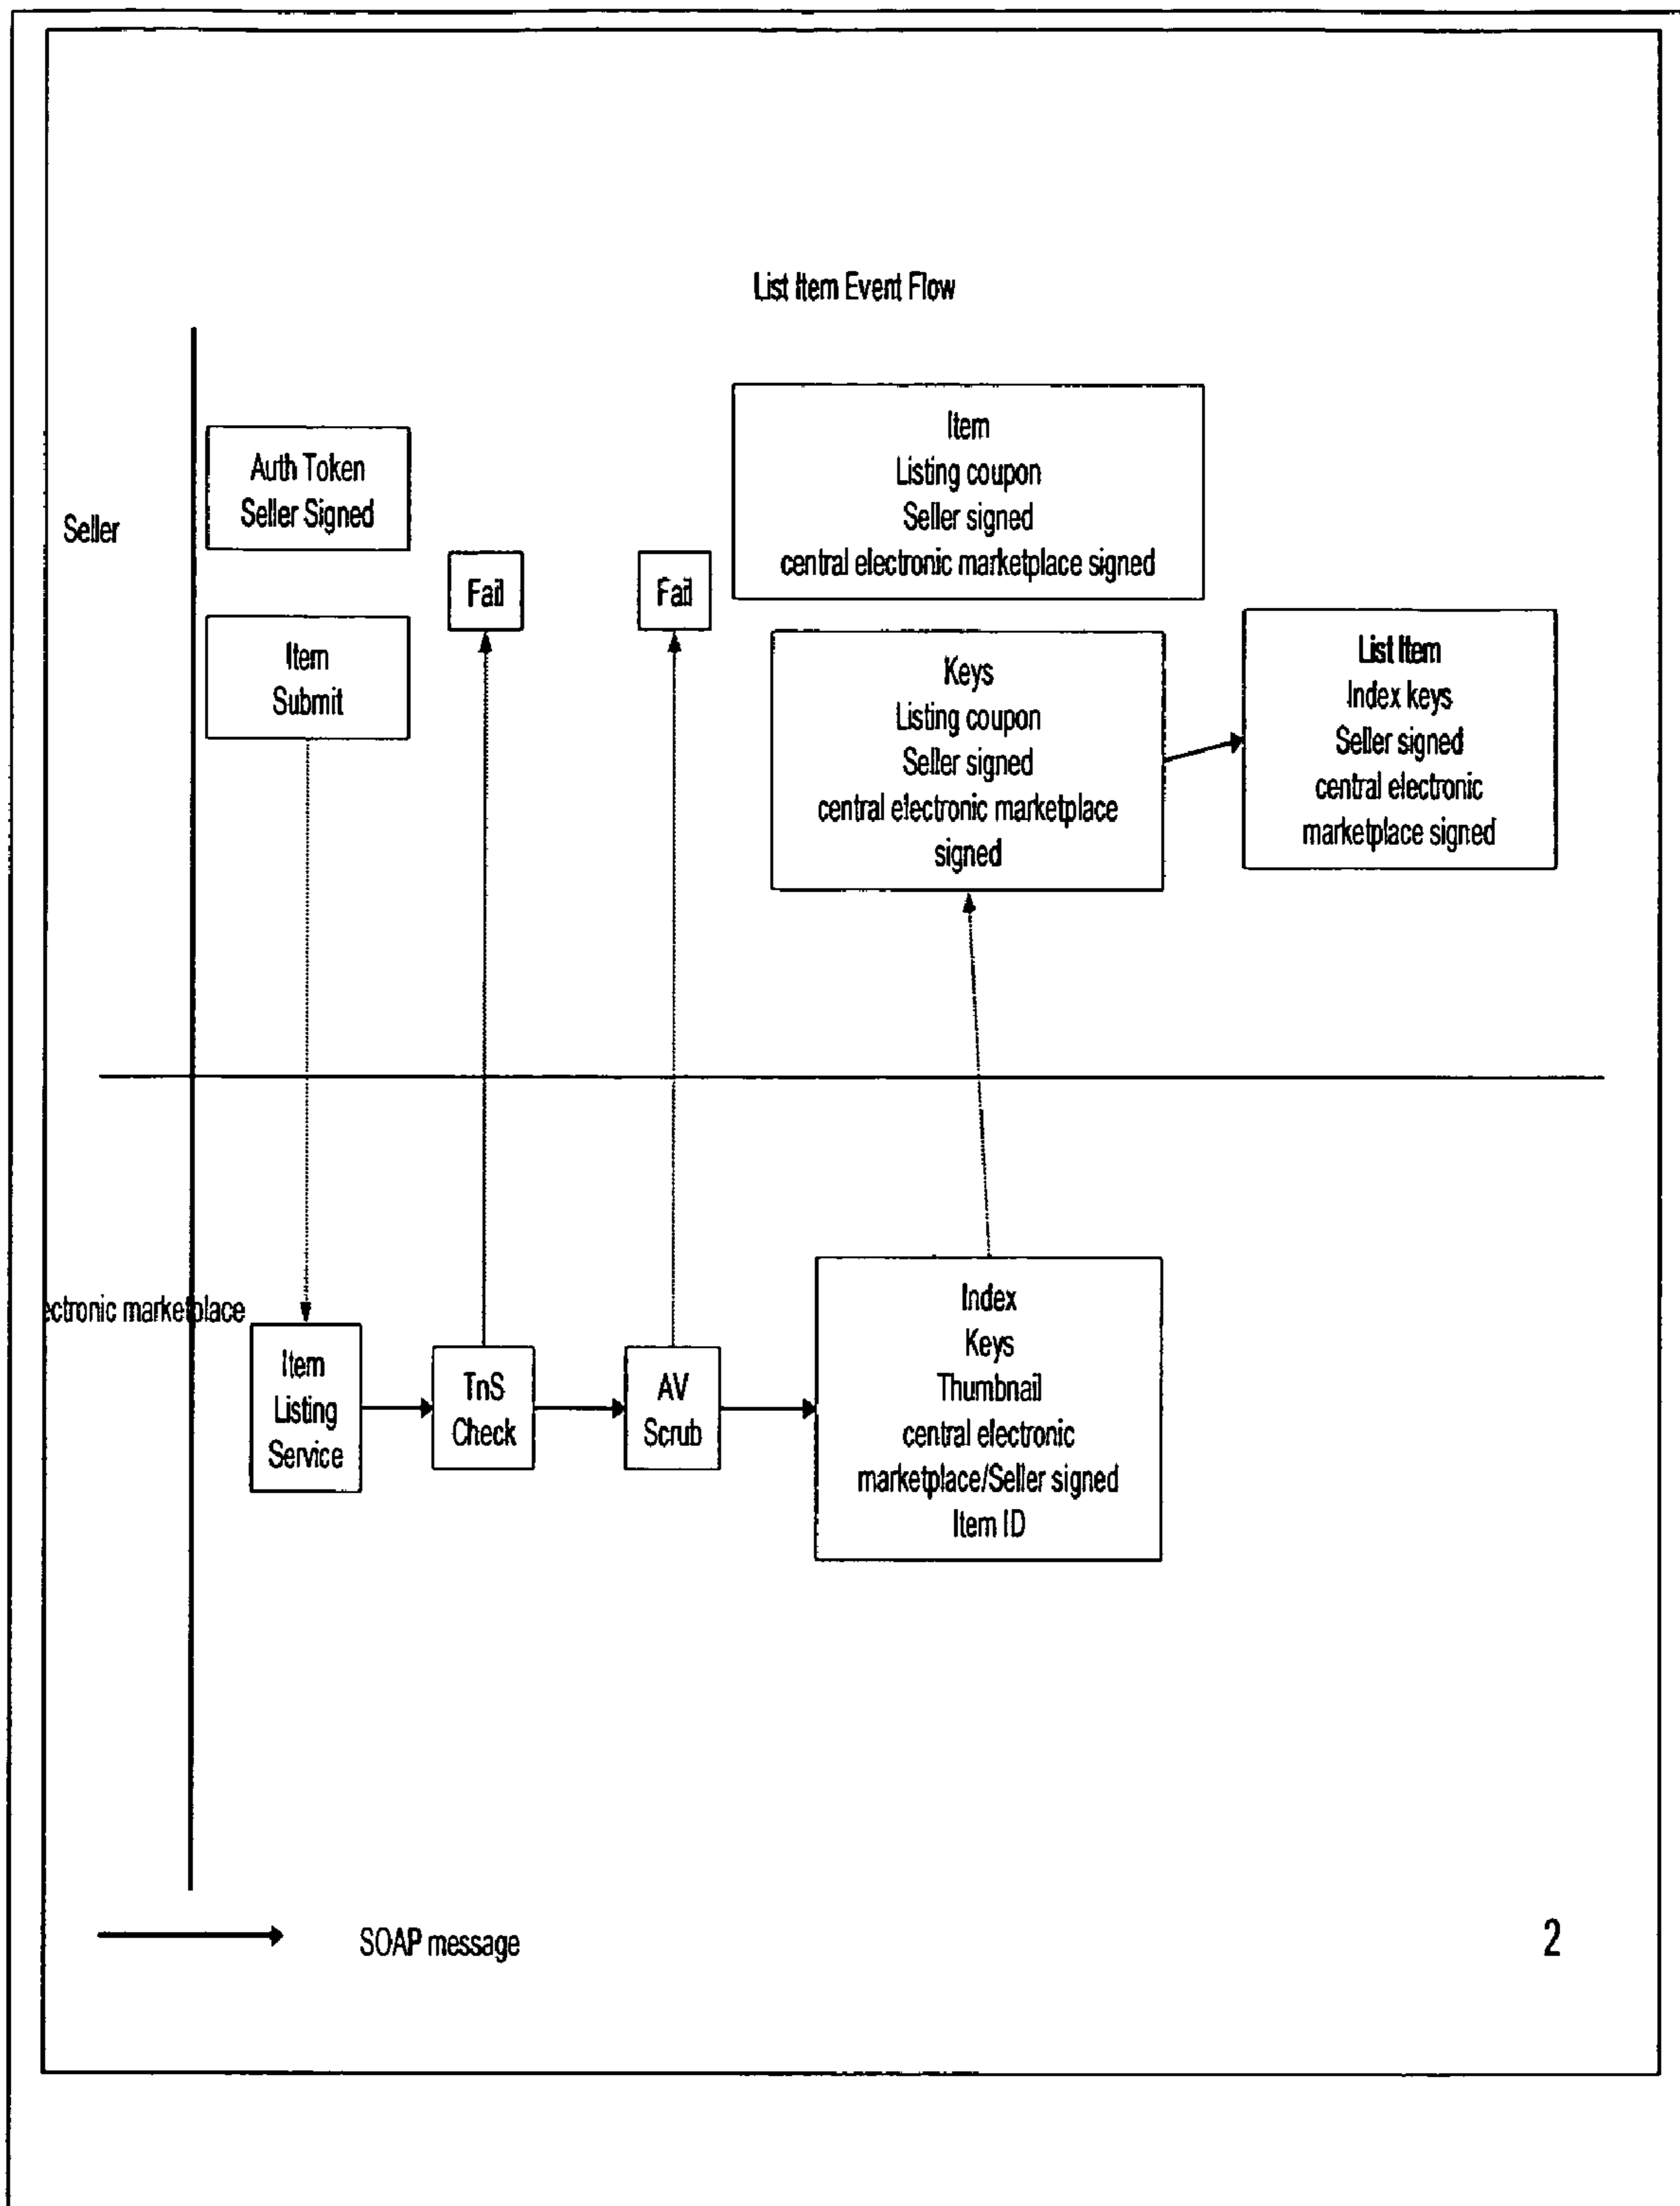 List Item Event Flow
Seller
Auth Token
Seller Signed
Item
Submit
Fail
Fail
Item
Listing coupon
Seller signed
central electronic marketplace signed
Keys
Listing coupon
Seller signed
central electronic marketplace
signed
List Item
Index keys
Seller signed
central electronic
marketplace signed
ectronic marketplace
Item
Listing
Service
TnS
Check
AV
Scrub
Index
Keys
Thumbnail
central electronic
marketplace/Seller signed
Item ID
SOAP message
2